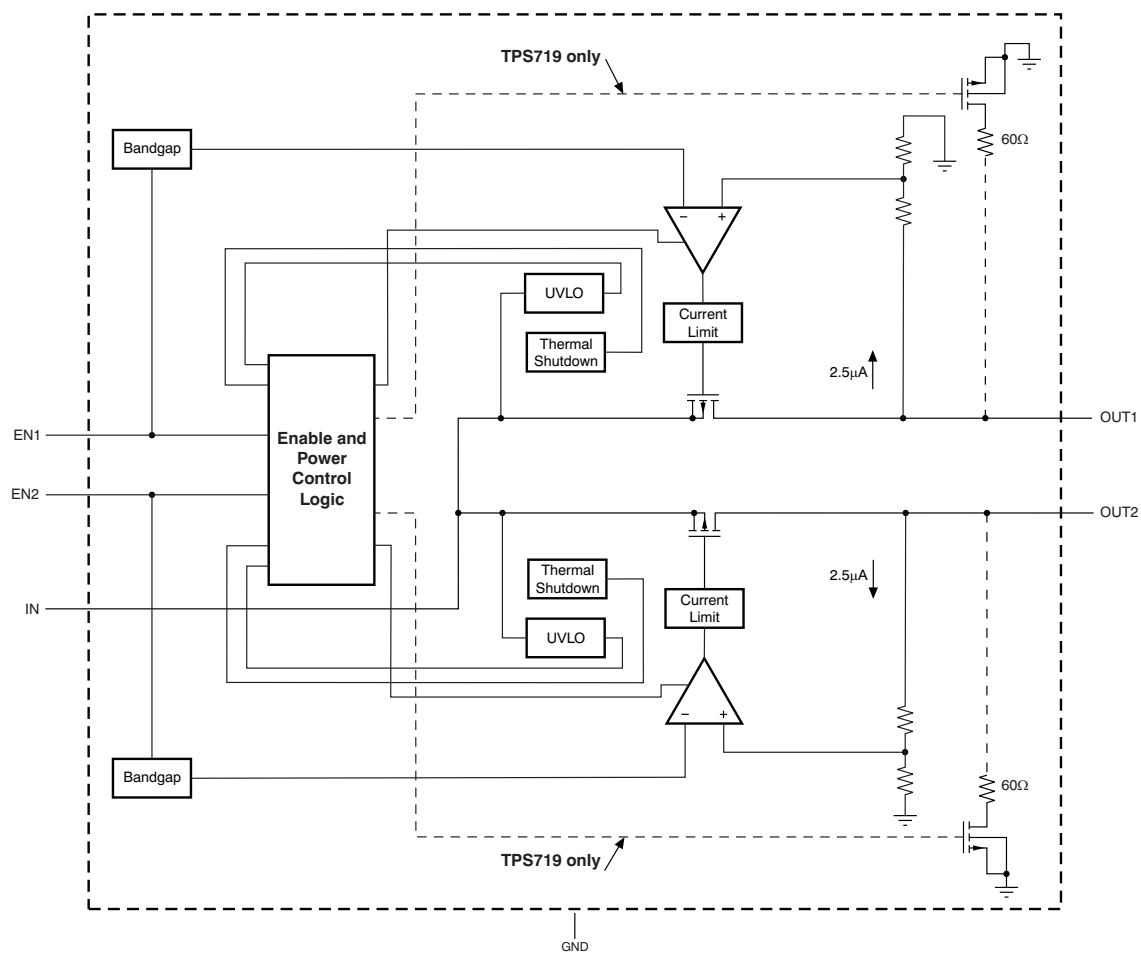 TPS719 only
Bandgap
60Ω
− +
UVLO
Current
Limit
Thermal
Shutdown
2.5μA
OUT1
EN1
Enable and
Power
Control
Logic
EN2
OUT2
Thermal
Shutdown
2.5μA
Current
Limit
IN
UVLO
− +
Bandgap
60Ω
TPS719 only
GND